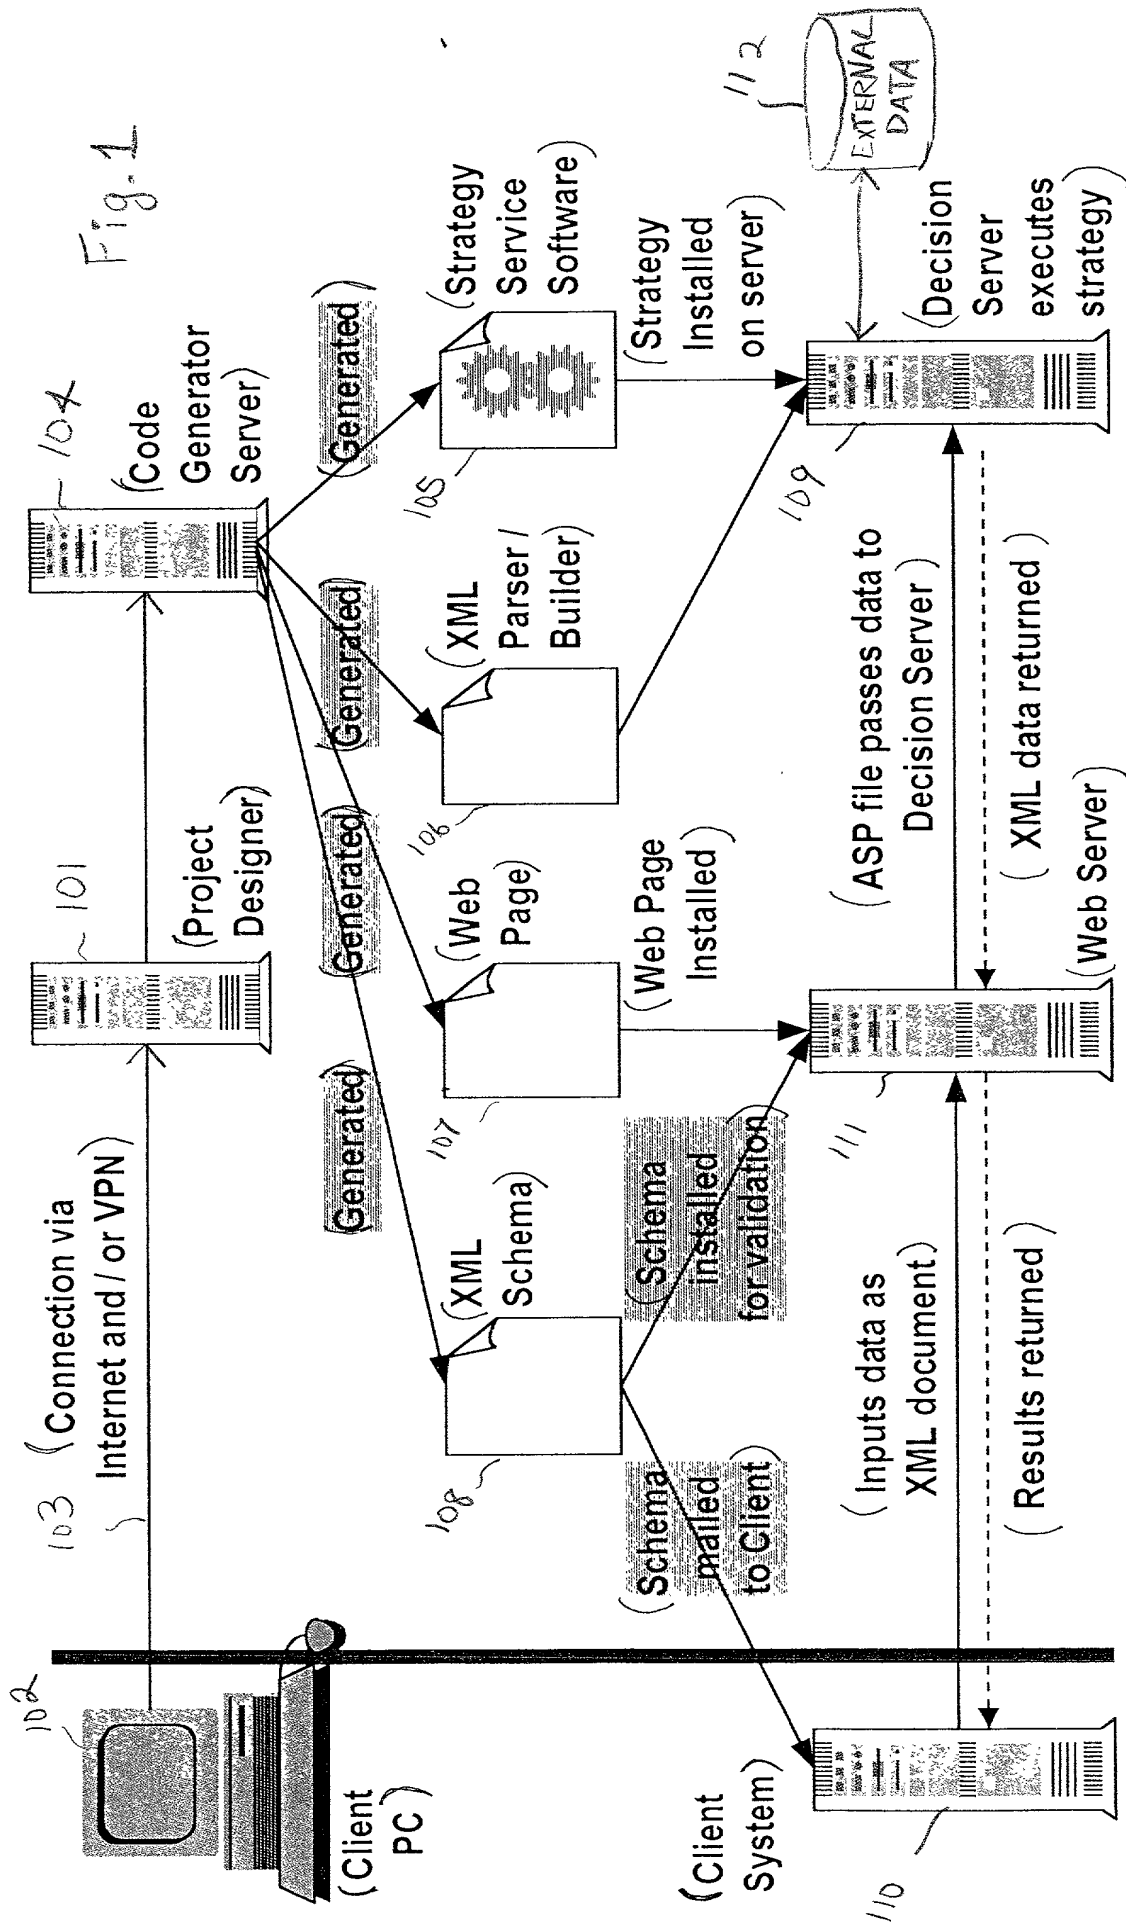 Fig. 1
102
(Client
PC)
103
(Connection via
Internet and / or VPN)
101
(Project
Designer)
104
(Code
Generator
Server)
(Generated)
(Generated)
(Generated)
(Generated)
108
(XML
Schema)
107
(Web
Page)
106
(XML
Parser /
Builder)
105
(Strategy
Service
Software)
(Schema
mailed
to Client)
(Schema
installed
for validation)
(Web Page
Installed)
(Strategy
Installed
on server)
110
(Client
System)
(Inputs data as
XML document)
(Results returned)
111
(Web Server)
(ASP file passes data to
Decision Server)
(XML data returned)
109
(Decision
Server
executes
strategy)
112
EXTERNAL
DATA